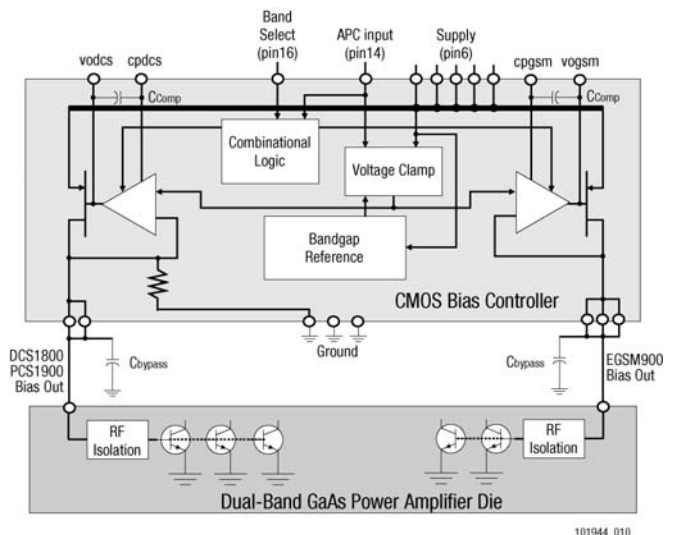 Band
Select
(pin16)
APC input
(pin14)
Supply
(pin6)
vodcs
cpdcs
cpgsm
vogsm
CComp
CComp
Combinational
Logic
Voltage Clamp
Bandgap
Reference
CMOS Bias Controller
Ground
DCS1800
PCS1900
Bias Out
Cbypass
Cbypass
EGSM900
Bias Out
RF
Isolation
RF
Isolation
Dual-Band GaAs Power Amplifier Die
101944_010